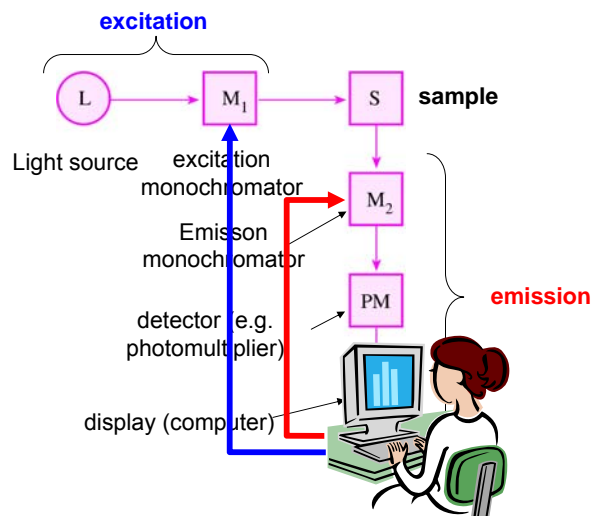 excitation
L
M1
S
sample
Light source
excitation
monochromator
M2
Emisson
monochromator
PM
emission
detector (e.g.
photomultiplier)
display (computer)